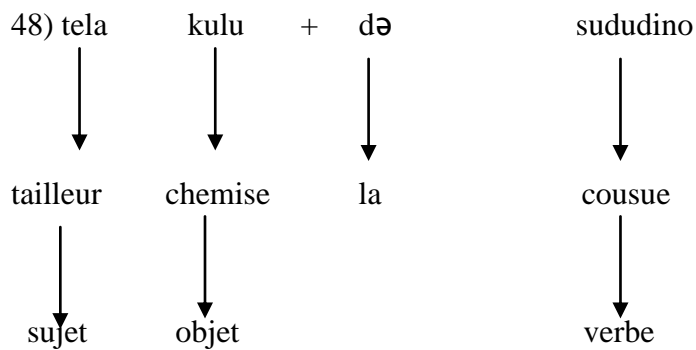 48) tela kulu + də sududino
tailleur chemise la cousue
sujet objet verbe